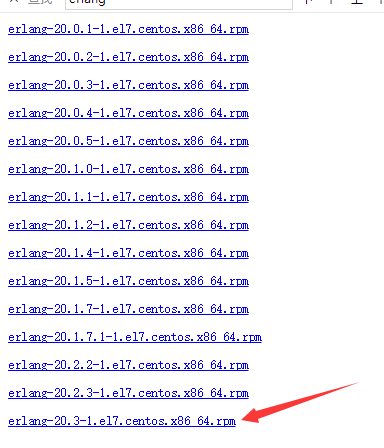 查找
erlang
erlang-20.0.1-1.el7.centos.x86_64.rpm
erlang-20.0.2-1.el7.centos.x86_64.rpm
erlang-20.0.3-1.el7.centos.x86_64.rpm
erlang-20.0.4-1.el7.centos.x86_64.rpm
erlang-20.0.5-1.el7.centos.x86_64.rpm
erlang-20.1.0-1.el7.centos.x86_64.rpm
erlang-20.1.1-1.el7.centos.x86_64.rpm
erlang-20.1.2-1.el7.centos.x86_64.rpm
erlang-20.1.4-1.el7.centos.x86_64.rpm
erlang-20.1.5-1.el7.centos.x86_64.rpm
erlang-20.1.7-1.el7.centos.x86_64.rpm
erlang-20.1.7.1-1.el7.centos.x86_64.rpm
erlang-20.2.2-1.el7.centos.x86_64.rpm
erlang-20.2.3-1.el7.centos.x86_64.rpm
erlang-20.3-1.el7.centos.x86_64.rpm